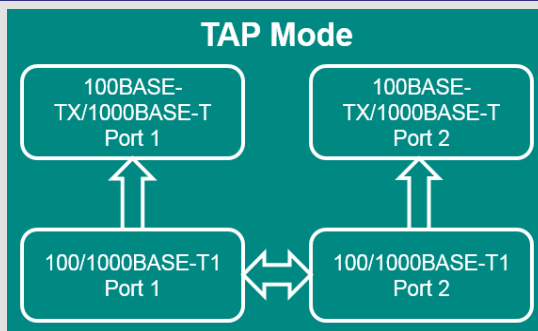 TAP Mode
100BASE-
TX/1000BASE-T
Port 1
100BASE-
TX/1000BASE-T
Port 2
100/1000BASE-T1
Port 1
100/1000BASE-T1
Port 2